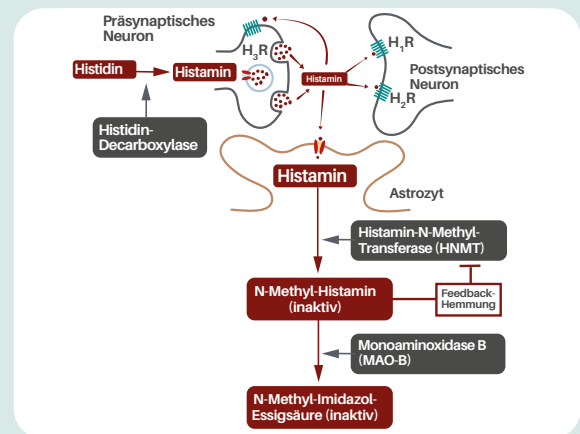 Präsynaptisches
Neuron
H₃R
H₁R
Histidin
Histamin
Histamin
Postsynaptisches
Neuron
H₂R
Histidin-
Decarboxylase
Histamin
Astrozyt
Histamin-N-Methyl-
Transferase (HNMT)
N-Methyl-Histamin
(inaktiv)
Feedback-
Hemmung
Monoaminoxidase B
(MAO-B)
N-Methyl-Imidazol-
Essigsäure (inaktiv)